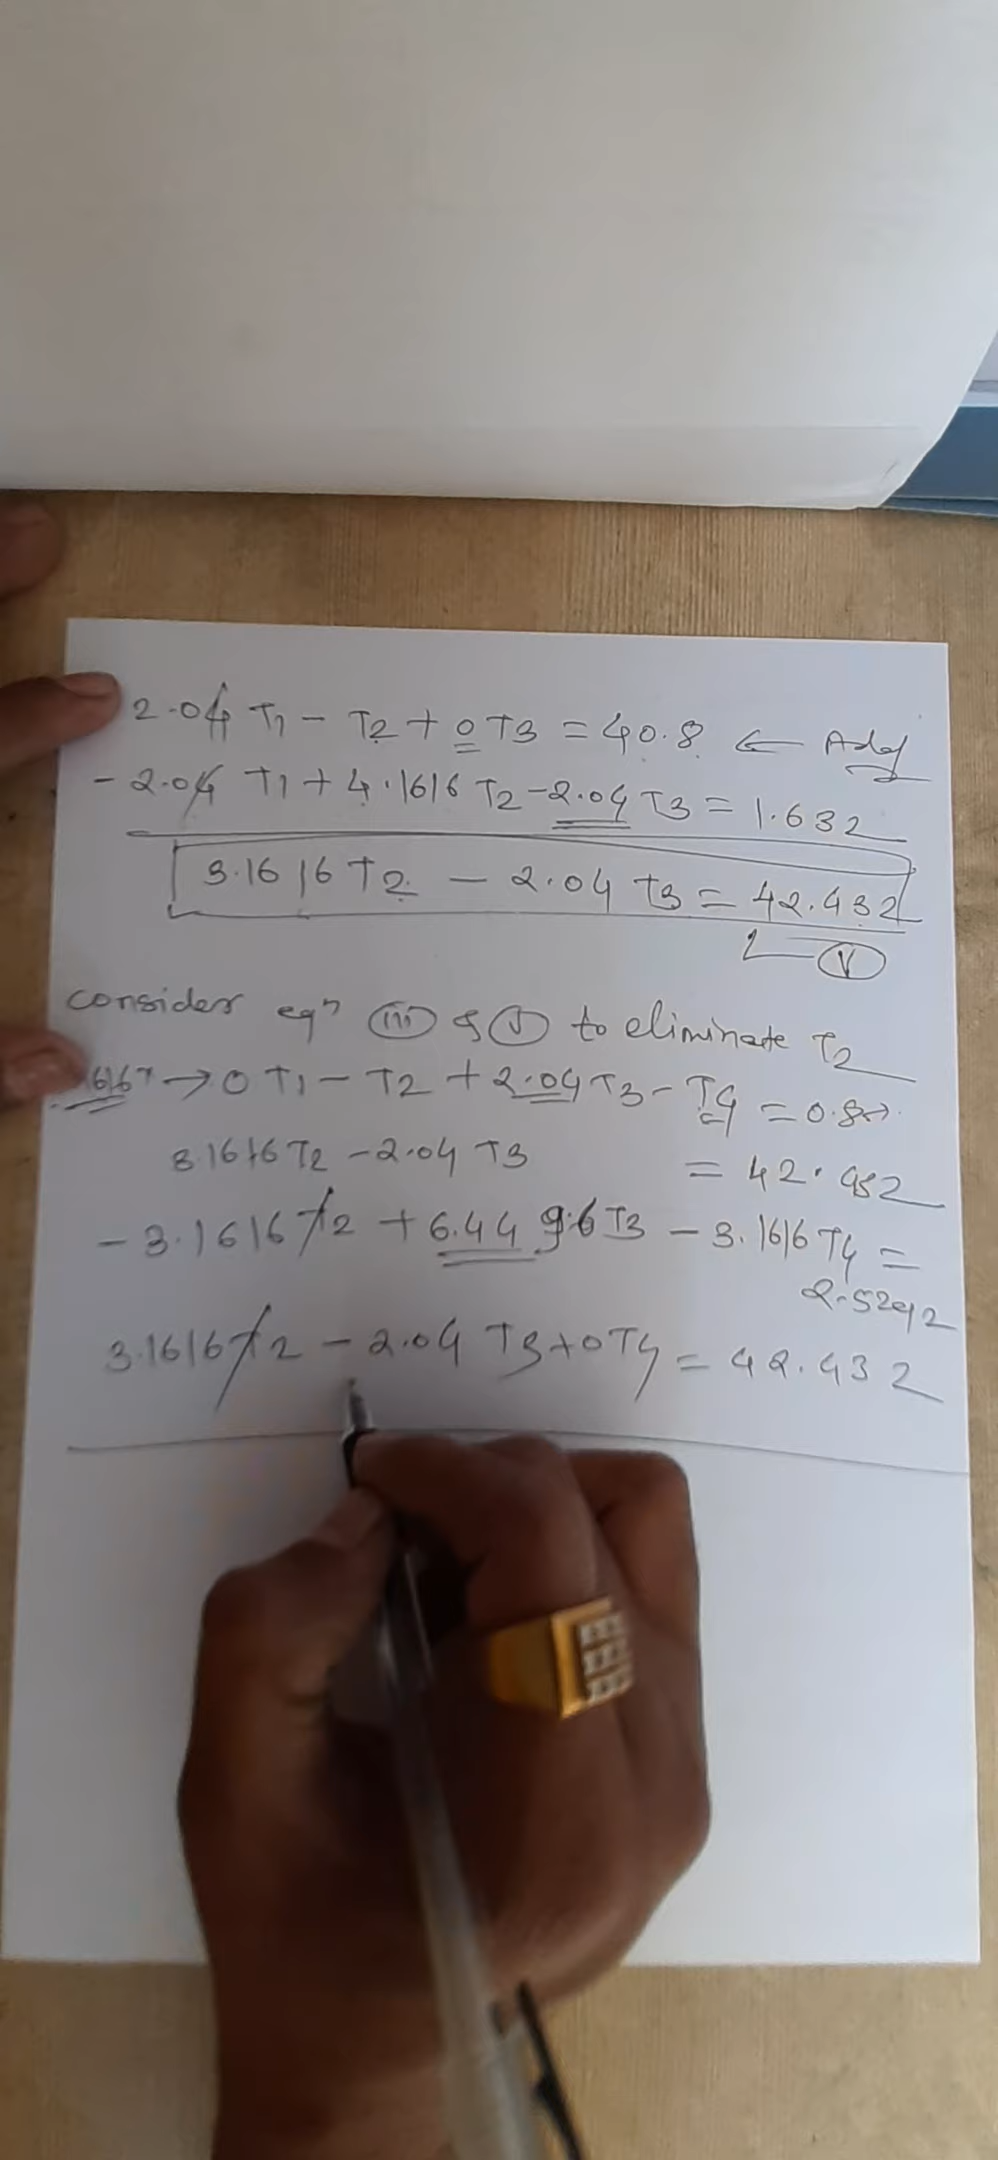 2.04 T1 - T2 + 0 T3 = 40.8 ← Add
- 2.04 T1 + 4.1616 T2 - 2.04 T3 = 1.632
3.1616 T2 - 2.04 T3 = 42.432
V
consider eqn III & V to eliminate T2
→ 0 T1 - T2 + 2.04 T3 - T4 = 0.8
3.1616 T2 - 2.04 T3 = 42.452
- 3.1616 T2 + 6.4496 T3 - 3.1616 T4 =
2.5292
3.1616 T2 - 2.04 T3 + 0 T4 = 42.432